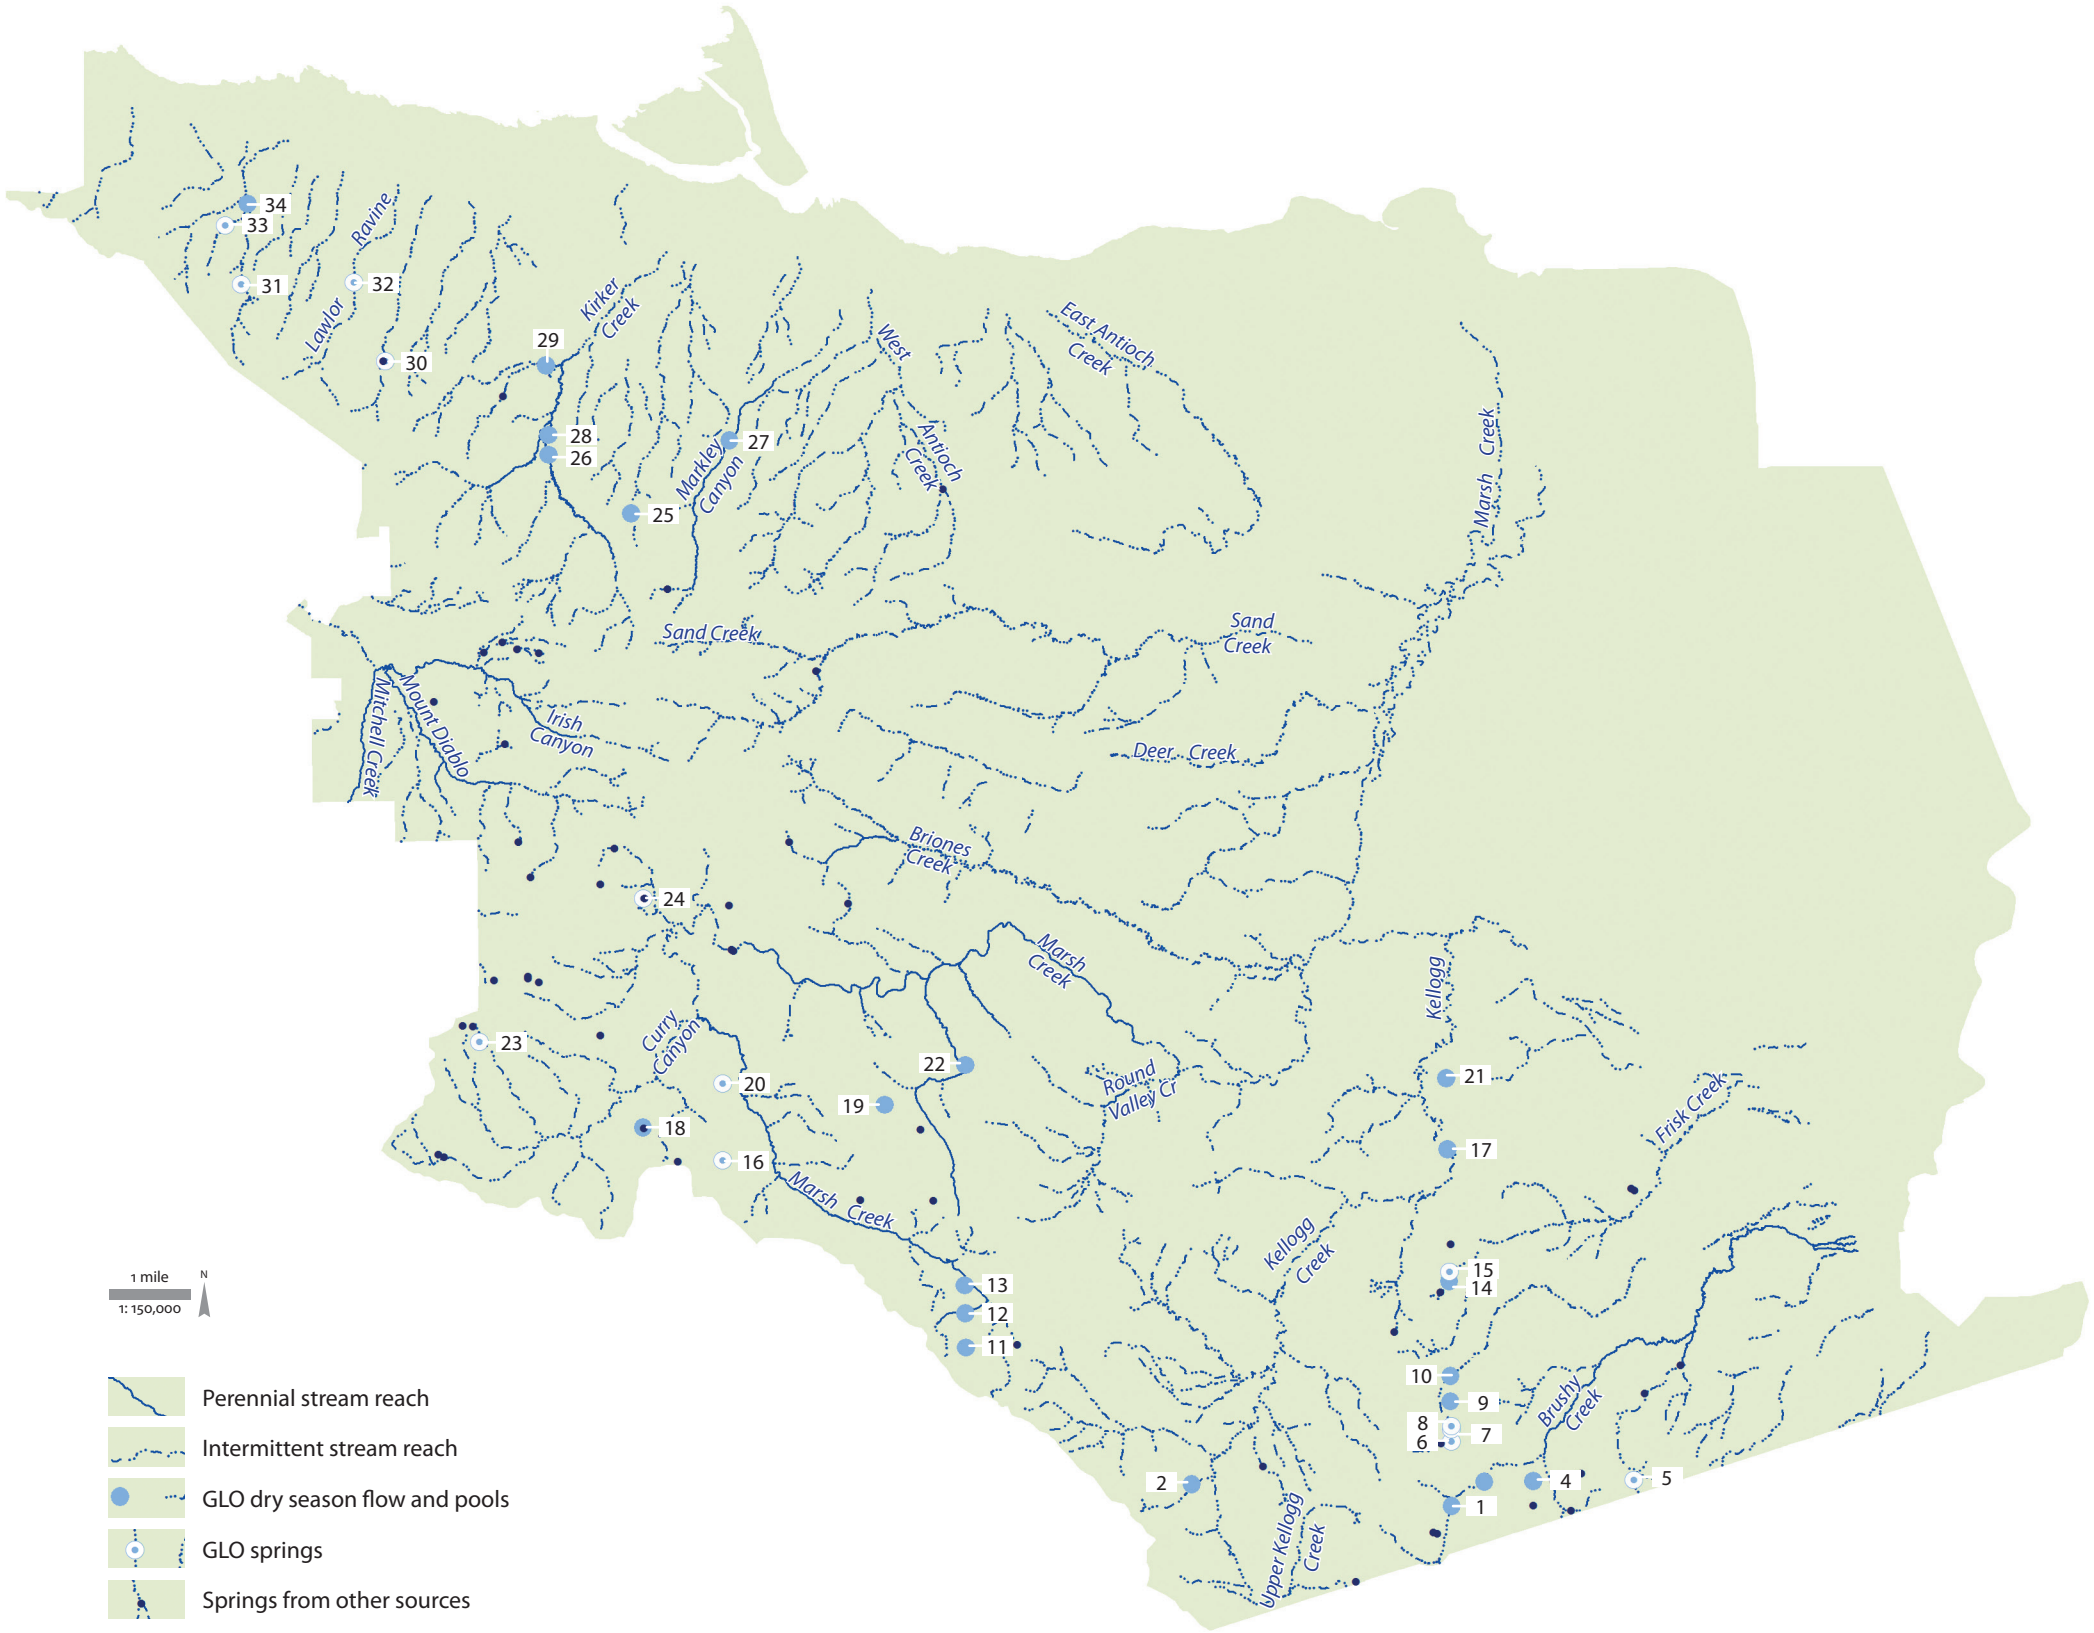 34
33
Ravine
31
32
Lawlor
30
29
Kirker
Creek
28
26
27
Markley
Canyon
25
West
Antioch
Creek
East Antioch
Creek
Marsh Creek
Sand Creek
Sand
Creek
Mitchell Creek
Mount Diablo
Irish
Canyon
Deer Creek
Briones
Creek
24
Marsh
Creek
Kellogg
Curry
Canyon
23
22
20
19
Round
Valley Cr
21
Frisk Creek
18
16
17
Marsh Creek
Kellogg
Creek
15
14
13
12
11
10
9
8
7
6
Brushy
Creek
2
4
5
1
Upper Kellogg
Creek
1 mile
1: 150,000
N
Perennial stream reach
Intermittent stream reach
GLO dry season flow and pools
GLO springs
Springs from other sources